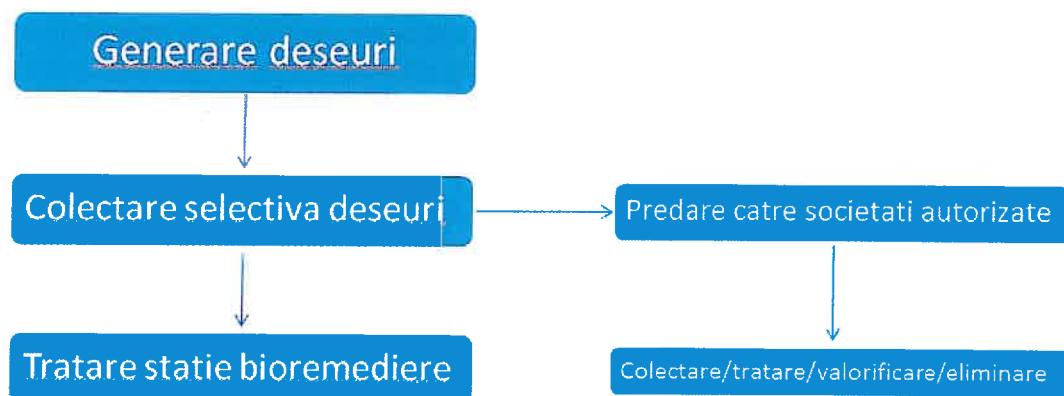 Generare deseuri
Colectare selectiva deseuri
Predare catre societati autorizate
Tratare statie bioremediere
Colectare/tratare/valorificare/eliminare